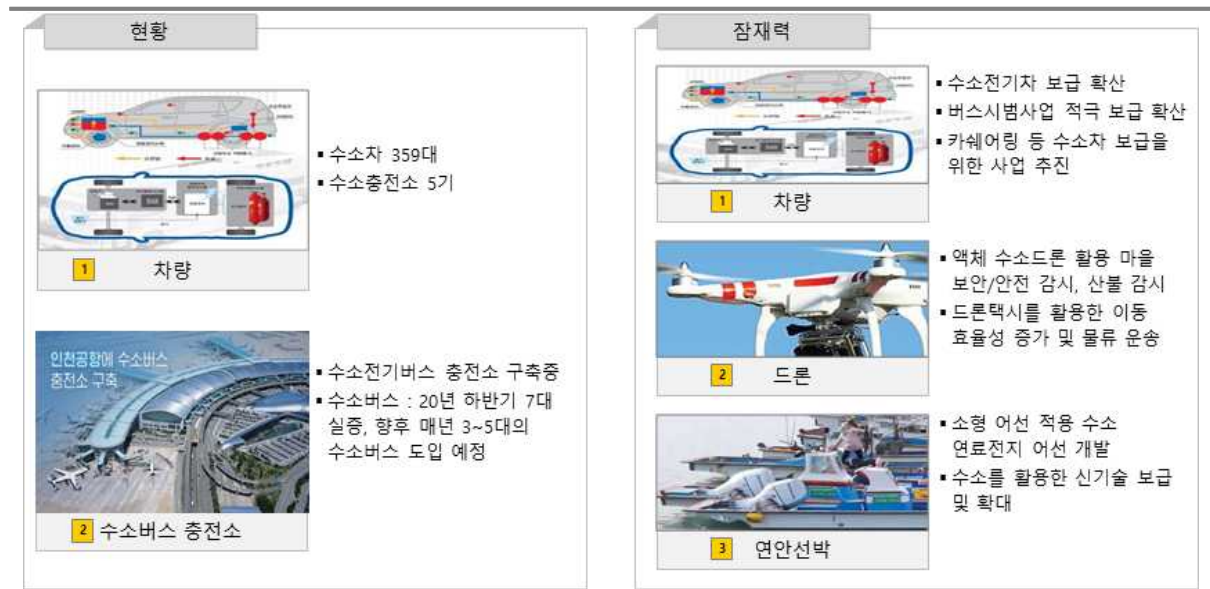 현황
▪ 수소차 359대
▪ 수소충전소 5기
1 차량
인천공항에 수소버스
충전소 구축
▪ 수소전기버스 충전소 구축중
▪ 수소버스 : 20년 하반기 7대
실증, 향후 매년 3~5대의
수소버스 도입 예정
2 수소버스 충전소
잠재력
▪ 수소전기차 보급 확산
▪ 버스시범사업 적극 보급 확산
▪ 카쉐어링 등 수소차 보급을
위한 사업 추진
1 차량
▪ 액체 수소드론 활용 마을
보안/안전 감시, 산불 감시
▪ 드론택시를 활용한 이동
효율성 증가 및 물류 운송
2 드론
▪ 소형 어선 적용 수소
연료전지 어선 개발
▪ 수소를 활용한 신기술 보급
및 확대
3 연안선박